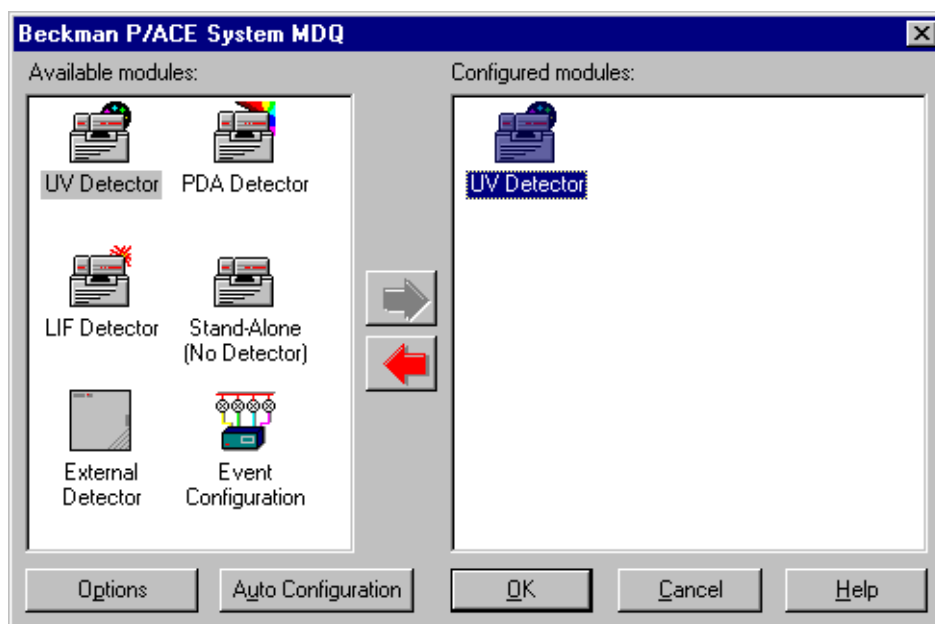 Beckman P/ACE System MDQ
Available modules:
Configured modules:
UV Detector
PDA Detector
LIF Detector
Stand-Alone
(No Detector)
External
Detector
Event
Configuration
UV Detector
Options
Auto Configuration
OK
Cancel
Help